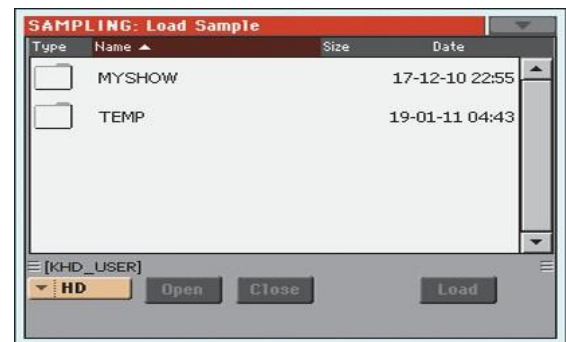 SAMPLING: Load Sample
Type Name Size Date
MYSHOW 17-12-10 22:55
TEMP 19-01-11 04:43
[KHD_USER]
HD Open Close Load